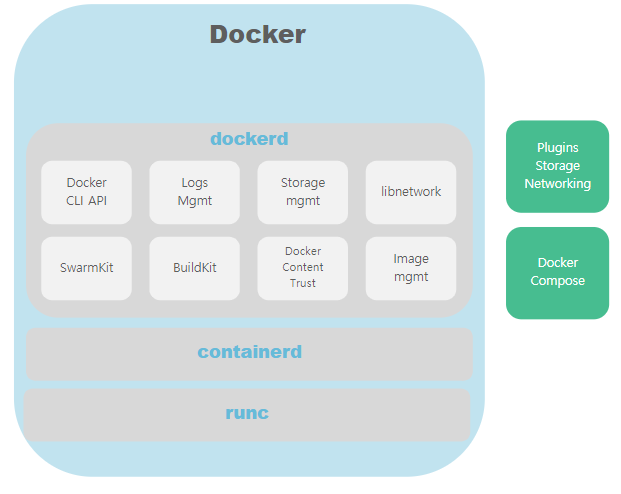 Docker
dockerd
Docker
CLI API
Logs
Mgmt
Storage
mgmt
libnetwork
SwarmKit
BuildKit
Docker
Content
Trust
Image
mgmt
containerd
runc
Plugins
Storage
Networking
Docker
Compose